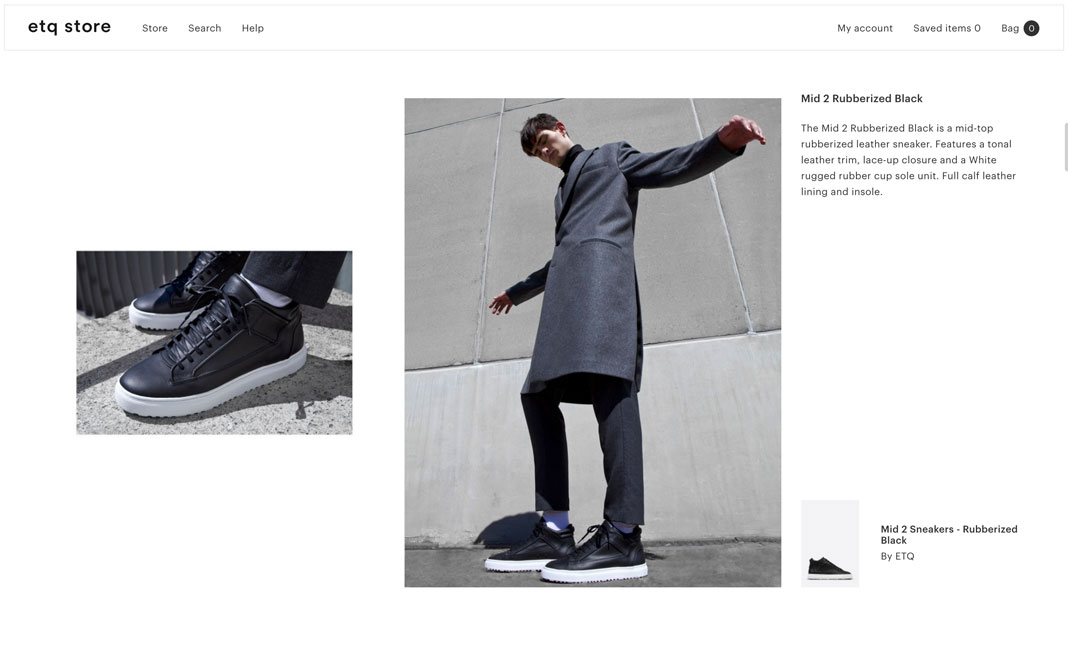 etq store
Store
Search
Help
My account
Saved items 0
Bag 0
Mid 2 Rubberized Black
The Mid 2 Rubberized Black is a mid-top
rubberized leather sneaker. Features a tonal
leather trim, lace-up closure and a White
rugged rubber cup sole unit. Full calf leather
lining and insole.
Mid 2 Sneakers - Rubberized
Black
By ETQ